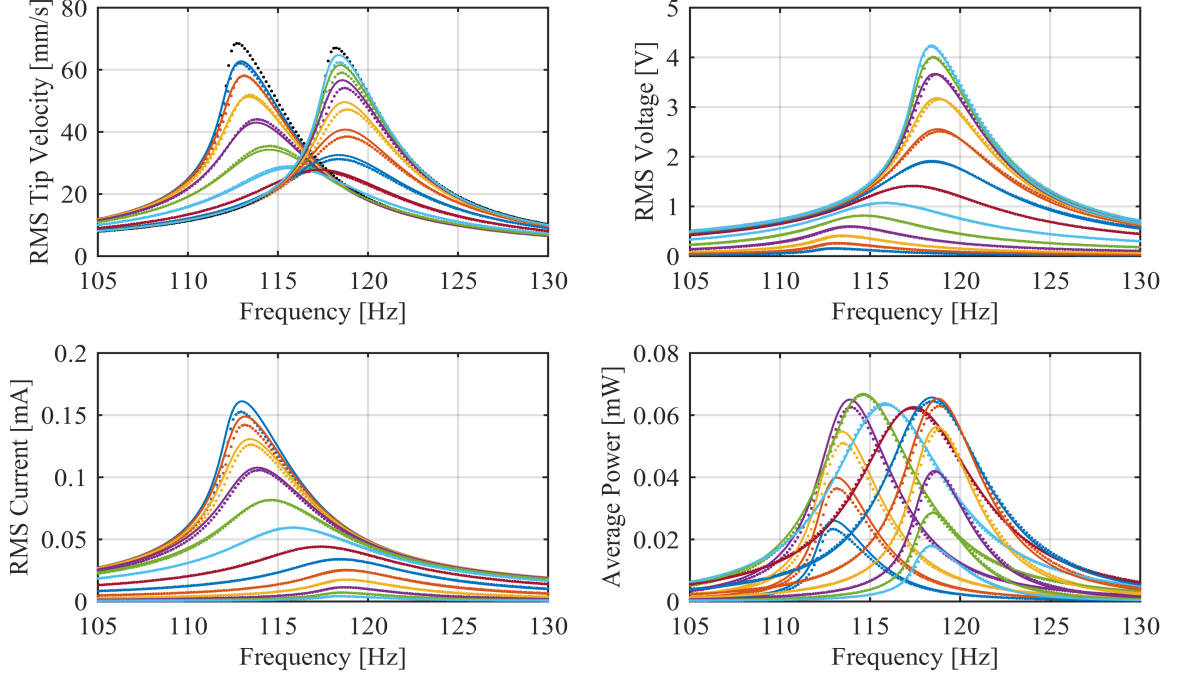 RMS Tip Velocity [mm/s]
80
60
40
20
0
105 110 115 120 125 130
Frequency [Hz]
RMS Voltage [V]
5
4
3
2
1
0
105 110 115 120 125 130
Frequency [Hz]
RMS Current [mA]
0.2
0.15
0.1
0.05
0
105 110 115 120 125 130
Frequency [Hz]
Average Power [mW]
0.08
0.06
0.04
0.02
0
105 110 115 120 125 130
Frequency [Hz]